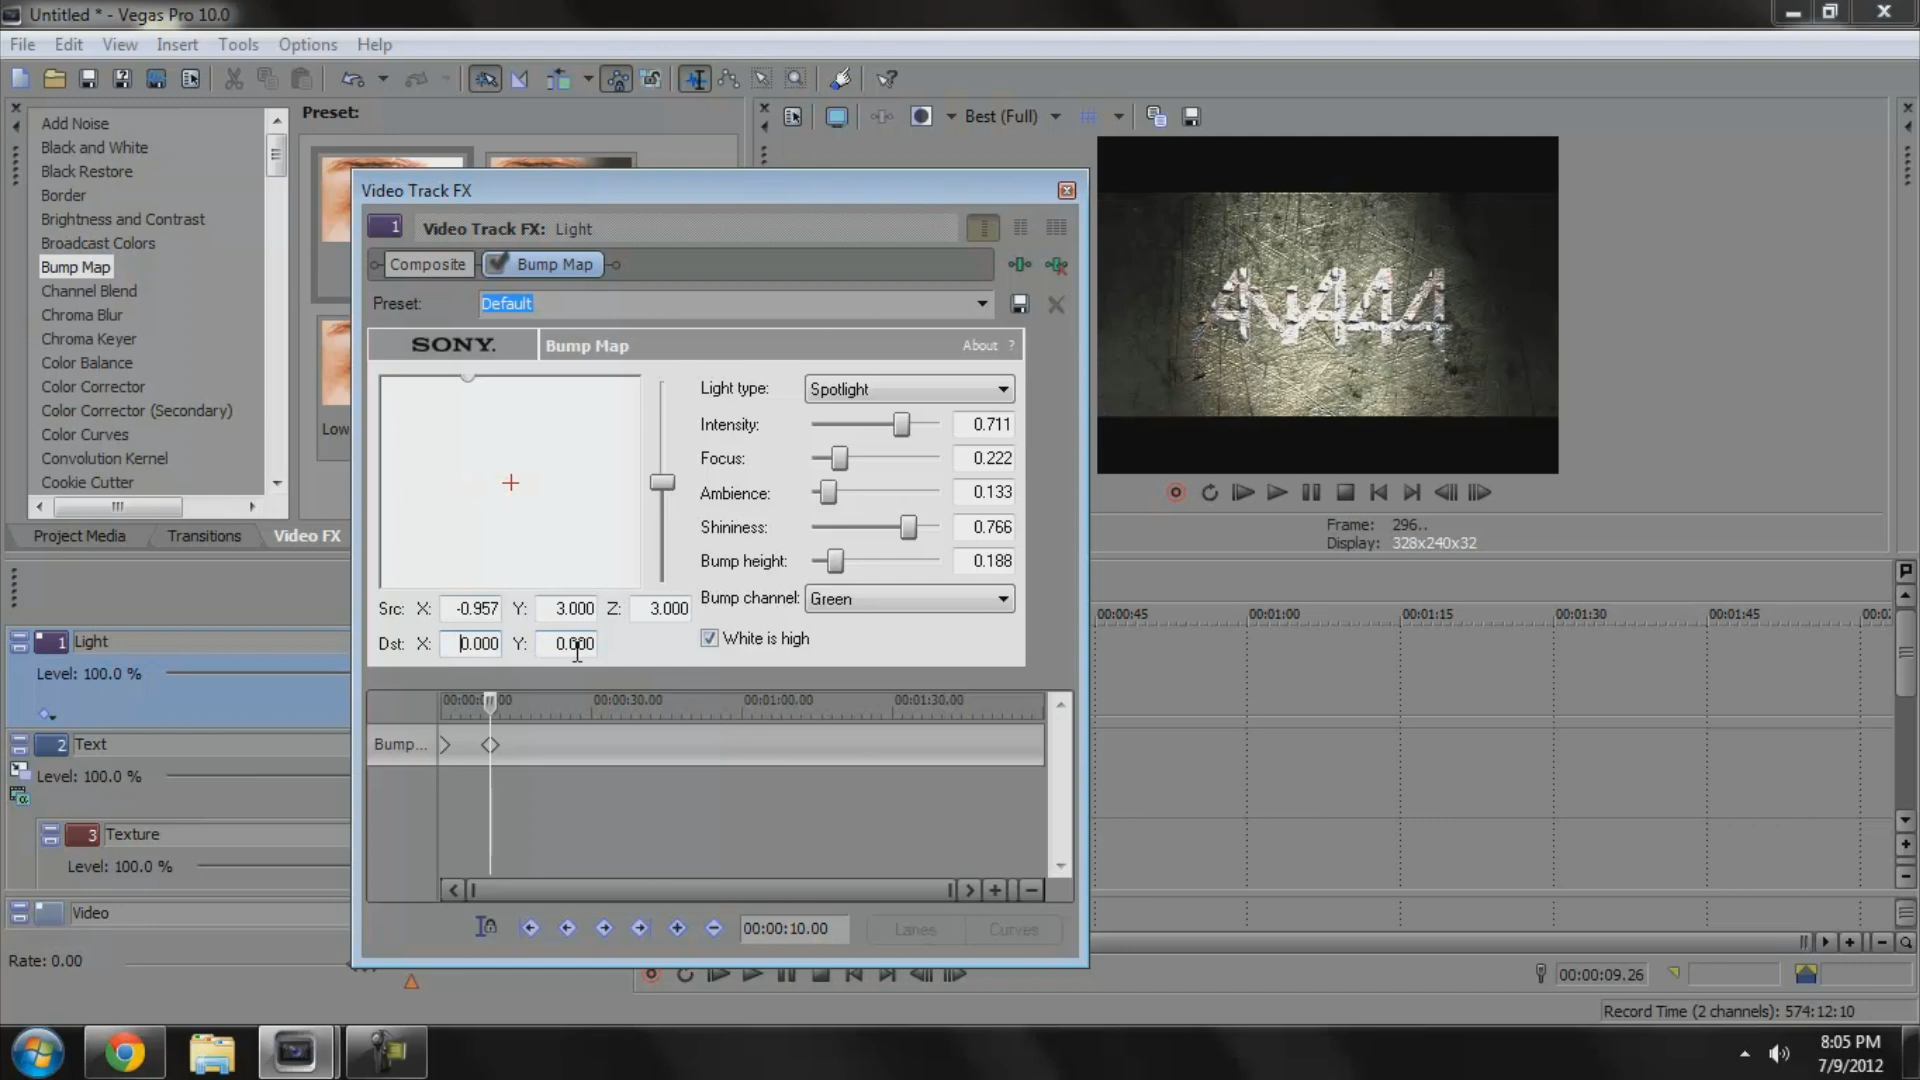 Untitled * - Vegas Pro 10.0
File Edit View Insert Tools Options Help
Add Noise
Black and White
Black Restore
Border
Brightness and Contrast
Broadcast Colors
Bump Map
Channel Blend
Chroma Blur
Chroma Keyer
Color Balance
Color Corrector
Color Corrector (Secondary)
Color Curves
Convolution Kernel
Cookie Cutter
Project Media Transitions Video FX
Preset:
Low
Best (Full)
Video Track FX
1 Video Track FX: Light
Composite Bump Map
Preset: Default
SONY. Bump Map About ?
Light type: Spotlight
Intensity: 0.711
Focus: 0.222
Ambience: 0.133
Shininess: 0.766
Bump height: 0.188
Bump channel: Green
White is high
Src: X: -0.957 Y: 3.000 Z: 3.000
Dst: X: 0.000 Y: 0.000
00:00:30.00 00:01:00.00 00:01:30.00
Bump...
00:00:10.00 Lanes Curves
Frame: 296..
Display: 328x240x32
00:00:45 00:01:00 00:01:15 00:01:30 00:01:45
1 Light
Level: 100.0 %
2 Text
Level: 100.0 %
3 Texture
Level: 100.0 %
Video
Rate: 0.00
00:00:09.26
Record Time (2 channels): 574:12:10
8:05 PM
7/9/2012